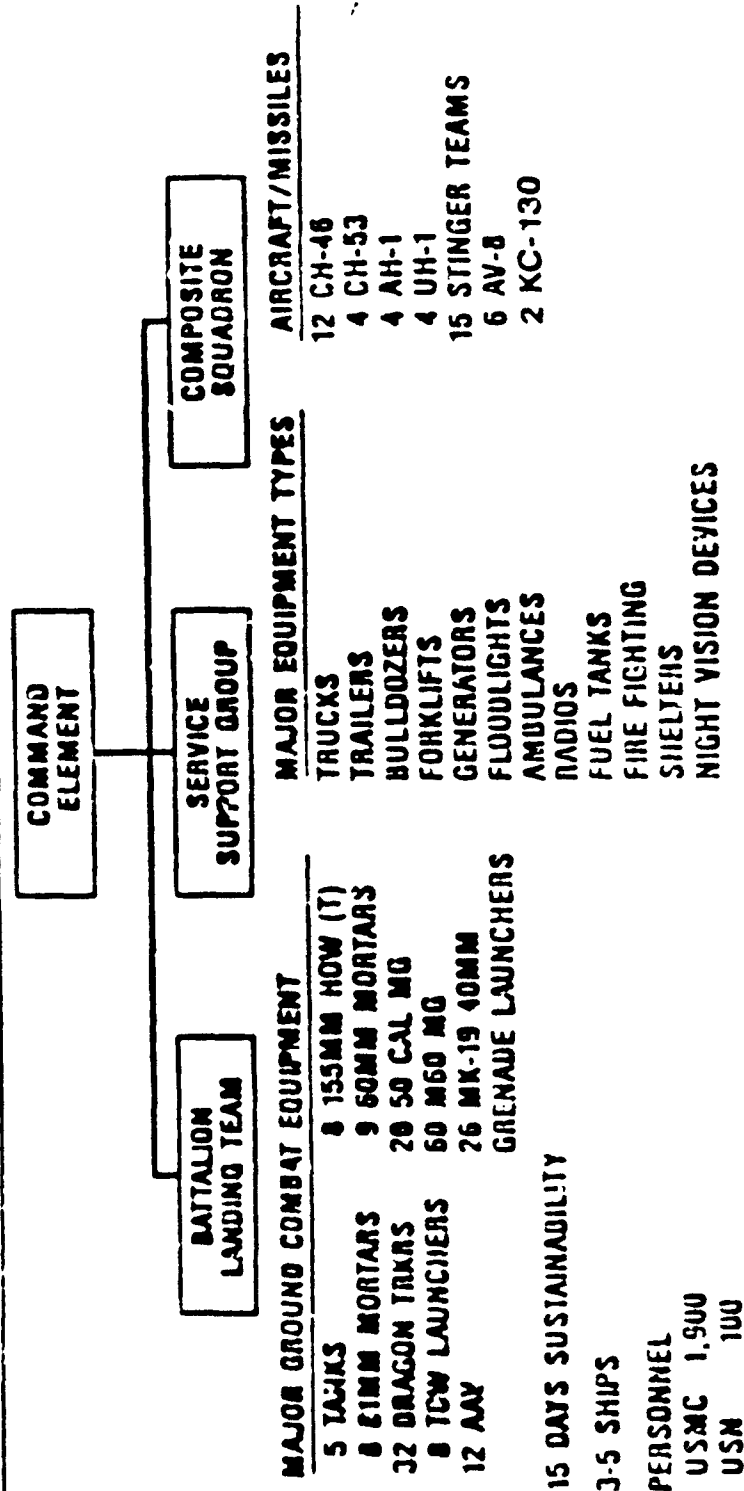 COMMAND
ELEMENT
BATTALION
LANDING TEAM
SERVICE
SUPPORT GROUP
COMPOSITE
SQUADRON
MAJOR GROUND COMBAT EQUIPMENT
5 TANKS
8 81MM MORTARS
32 DRAGON TRKRS
8 TOW LAUNCHERS
12 AAV
8 155MM HOW (T)
9 60MM MORTARS
20 50 CAL MG
60 M60 MG
26 MK-19 40MM
GRENADE LAUNCHERS
MAJOR EQUIPMENT TYPES
TRUCKS
TRAILERS
BULLDOZERS
FORKLIFTS
GENERATORS
FLOODLIGHTS
AMBULANCES
RADIOS
FUEL TANKS
FIRE FIGHTING
SHELTERS
NIGHT VISION DEVICES
AIRCRAFT/MISSILES
12 CH-46
4 CH-53
4 AH-1
4 UH-1
15 STINGER TEAMS
6 AV-8
2 KC-130
15 DAYS SUSTAINABILITY
3-5 SHIPS
PERSONNEL
USMC 1,900
USN 100